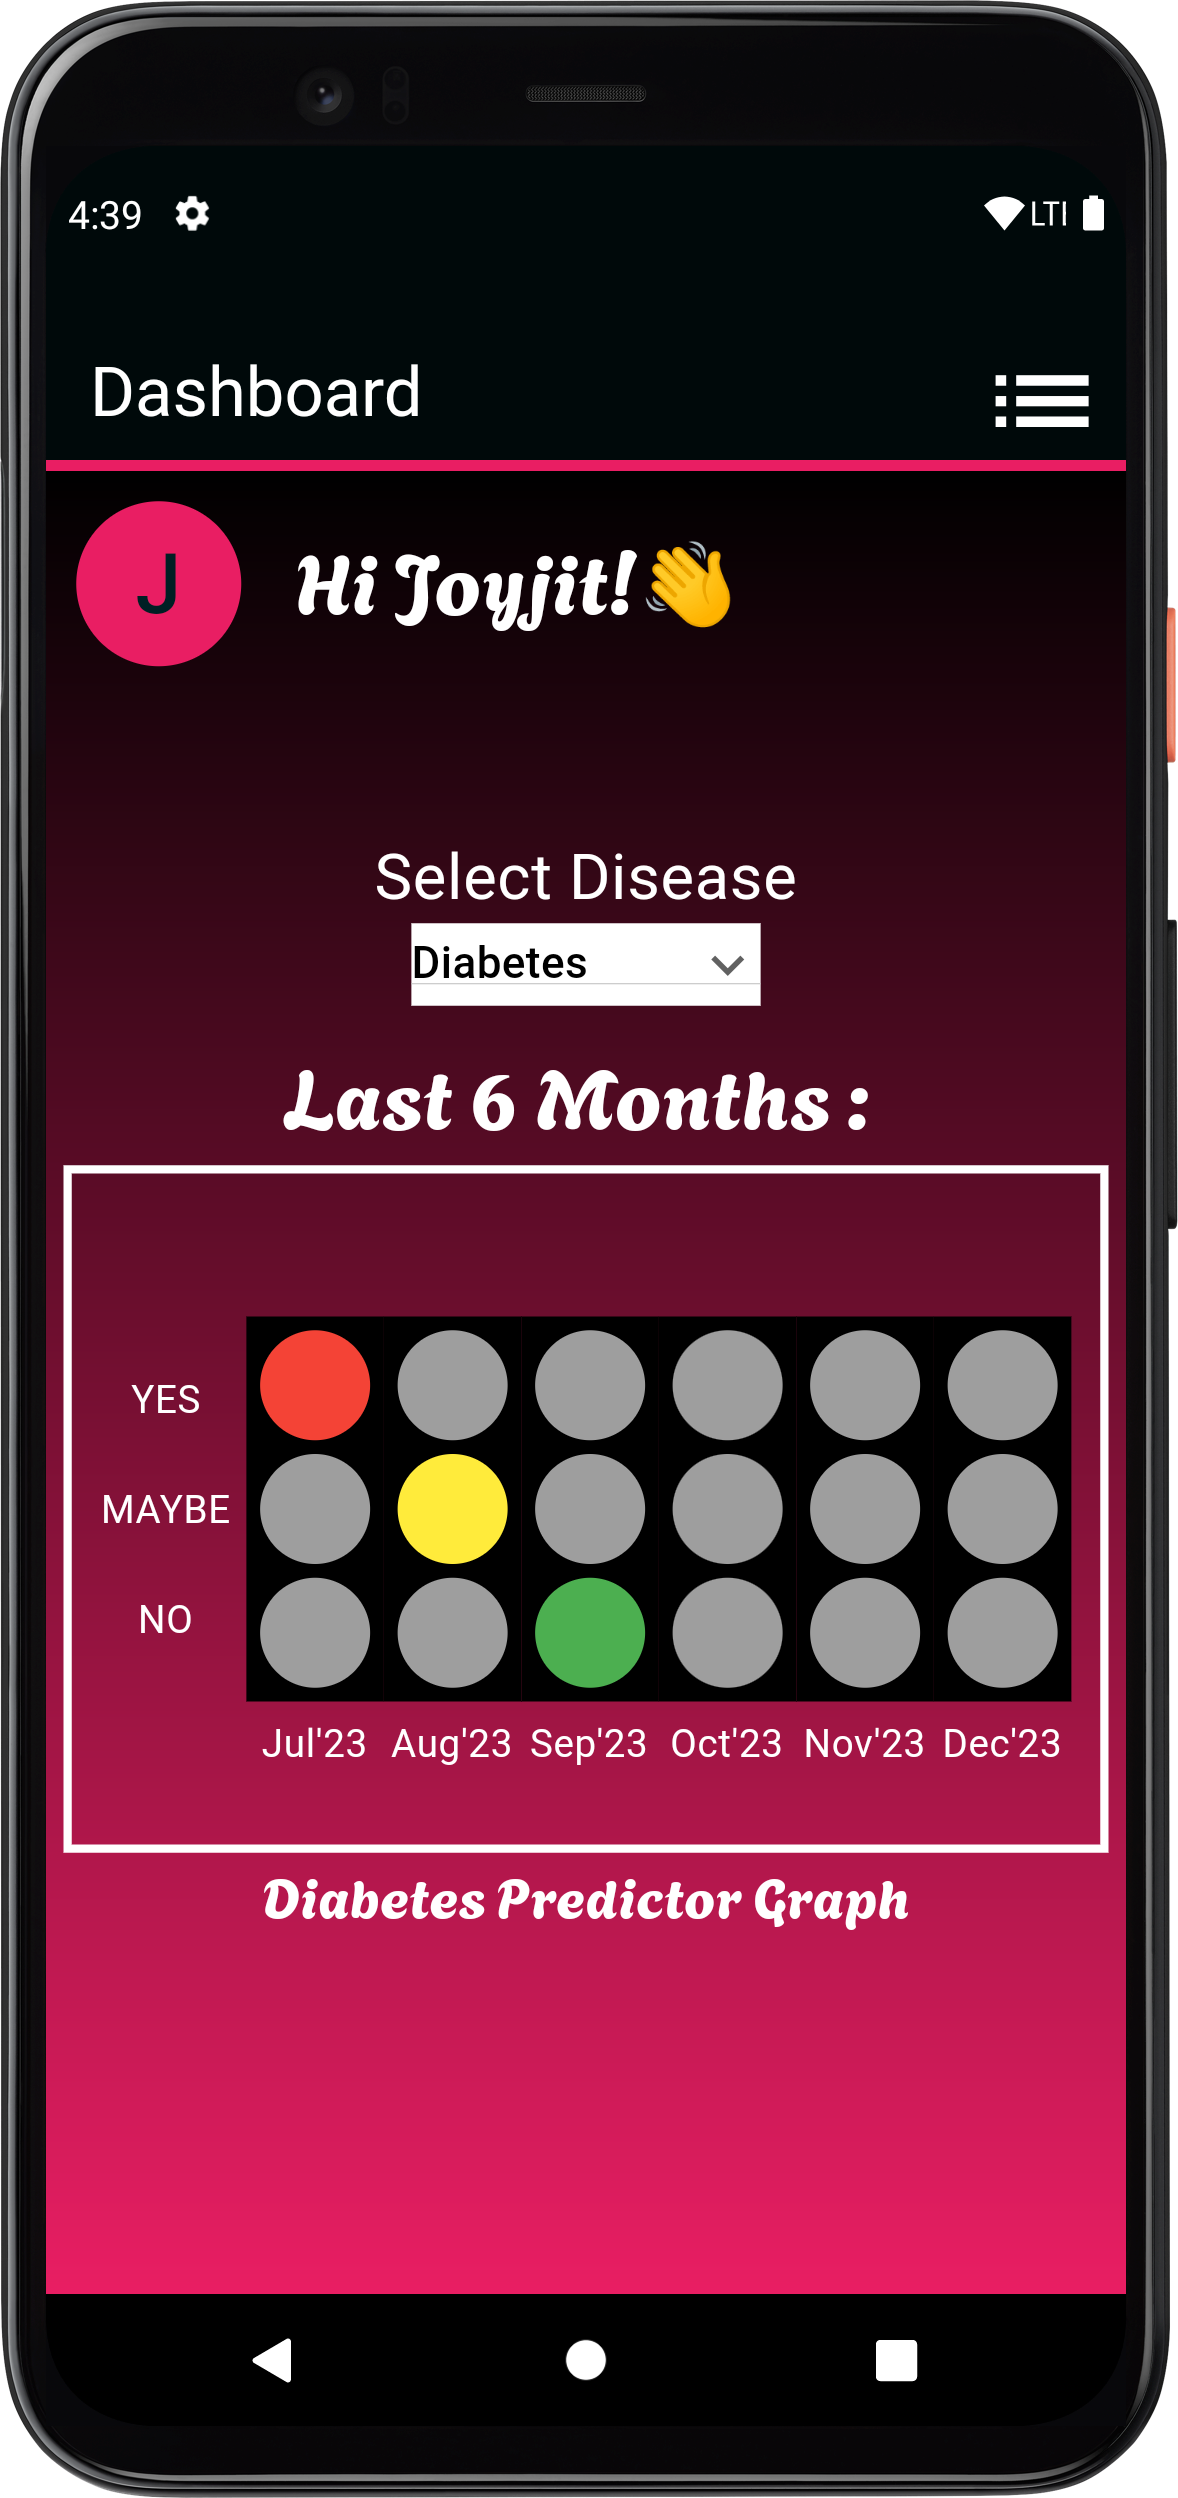 4:39 LTE
Dashboard
J
Hi Joyjit!👋
Select Disease
Diabetes
Last 6 Months :
YES
MAYBE
NO
Jul'23 Aug'23 Sep'23 Oct'23 Nov'23 Dec'23
Diabetes Predictor Graph